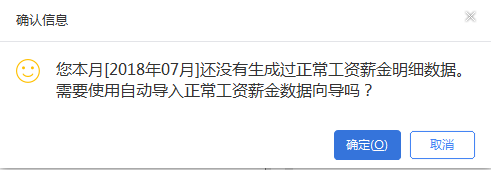 确认信息
您本月[2018年07月]还没有生成过正常工资薪金明细数据。
需要使用自动导入正常工资薪金数据向导吗？
确定(O)
取消